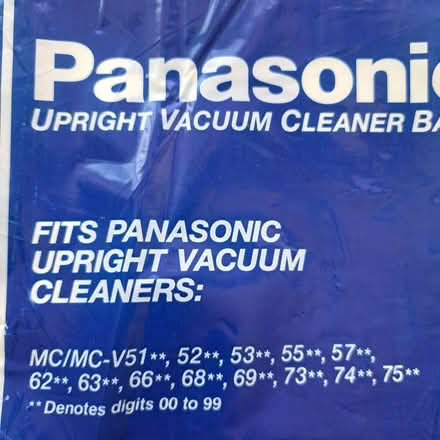 Panasonic
UPRIGHT VACUUM CLEANER BA
FITS PANASONIC
UPRIGHT VACUUM
CLEANERS:
MC/MC-V51**, 52**, 53**, 55**, 57**,
62**, 63**, 66**, 68**, 69**, 73**, 74**, 75**
**Denotes digits 00 to 99